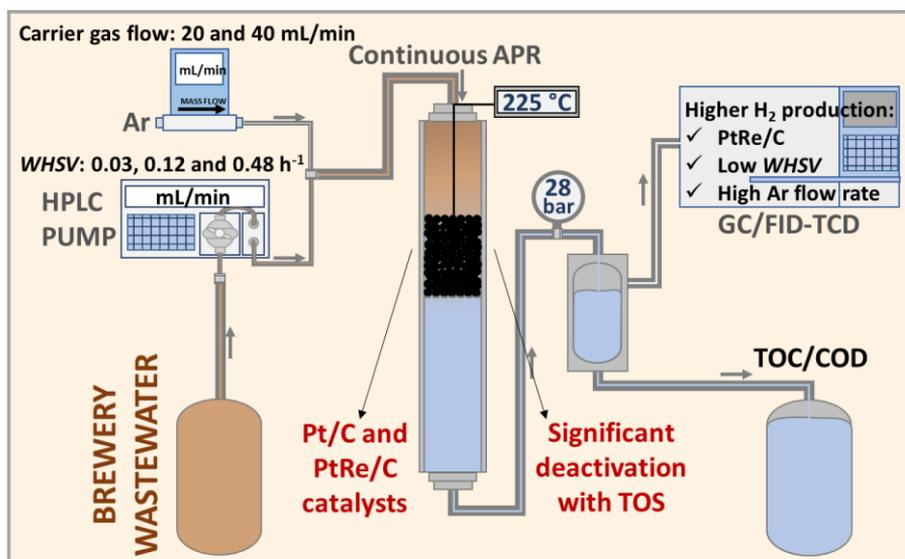 Carrier gas flow: 20 and 40 mL/min
mL/min
MASS FLOW
Ar
WHSV: 0.03, 0.12 and 0.48 h⁻¹
mL/min
HPLC
PUMP
BREWERY
WASTEWATER
Continuous APR
225 °C
Pt/C and
PtRe/C
catalysts
Significant
deactivation
with TOS
28
bar
Higher H₂ production:
✓ PtRe/C
✓ Low WHSV
✓ High Ar flow rate
GC/FID-TCD
TOC/COD